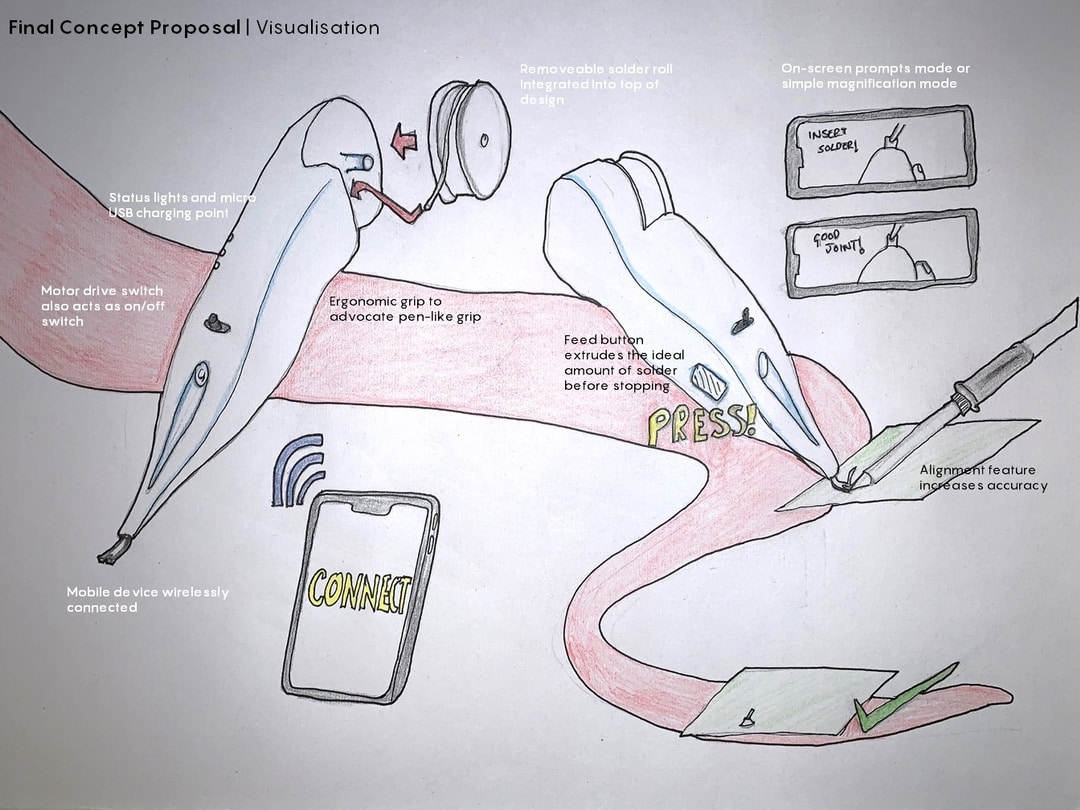 Final Concept Proposal | Visualisation
Removeable solder roll
integrated into top of
design
On-screen prompts mode or
simple magnification mode
INSERT
SOLDER!
Status lights and micro
USB charging point
GOOD
JOINT!
Motor drive switch
also acts as on/off
switch
Ergonomic grip to
advocate pen-like grip
Feed button
extrudes the ideal
amount of solder
before stopping
PRESS!
Alignment feature
increases accuracy
CONNECT
Mobile device wirelessly
connected